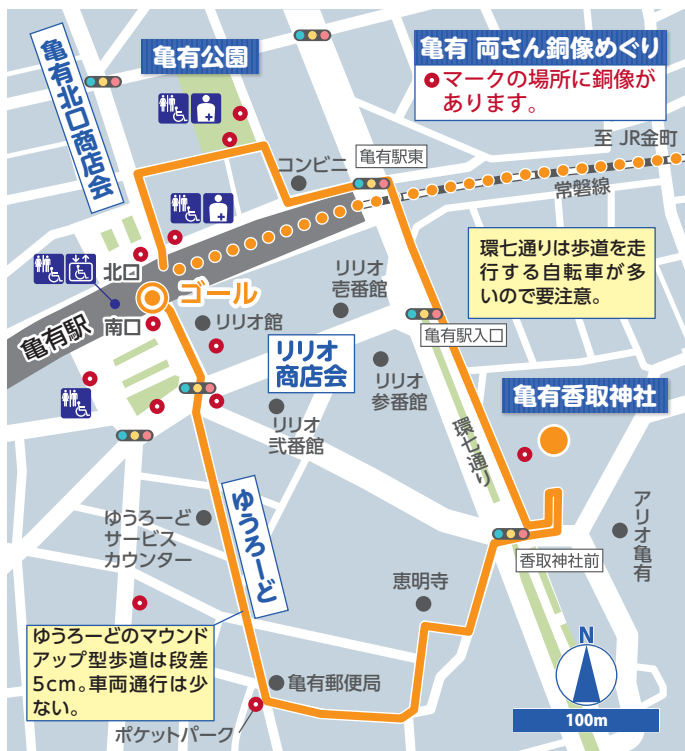 亀有 両さん銅像めぐり
マークの場所に銅像が
あります。
亀有公園
亀有北口商店会
至 JR金町
亀有駅東
コンビニ
常磐線
環七通りは歩道を走
行する自転車が多
いので要注意。
北口
リリオ
壱番館
ゴール
亀有駅
南口
リリオ館
亀有駅入口
リリオ
商店会
リリオ
参番館
亀有香取神社
リリオ
弐番館
環七通り
ゆうろーど
ゆうろーど
サービス
カウンター
アリオ亀有
香取神社前
恵明寺
ゆうろーどのマウンド
アップ型歩道は段差
5cm。車両通行は少
ない。
亀有郵便局
ポケットパーク
N
100m